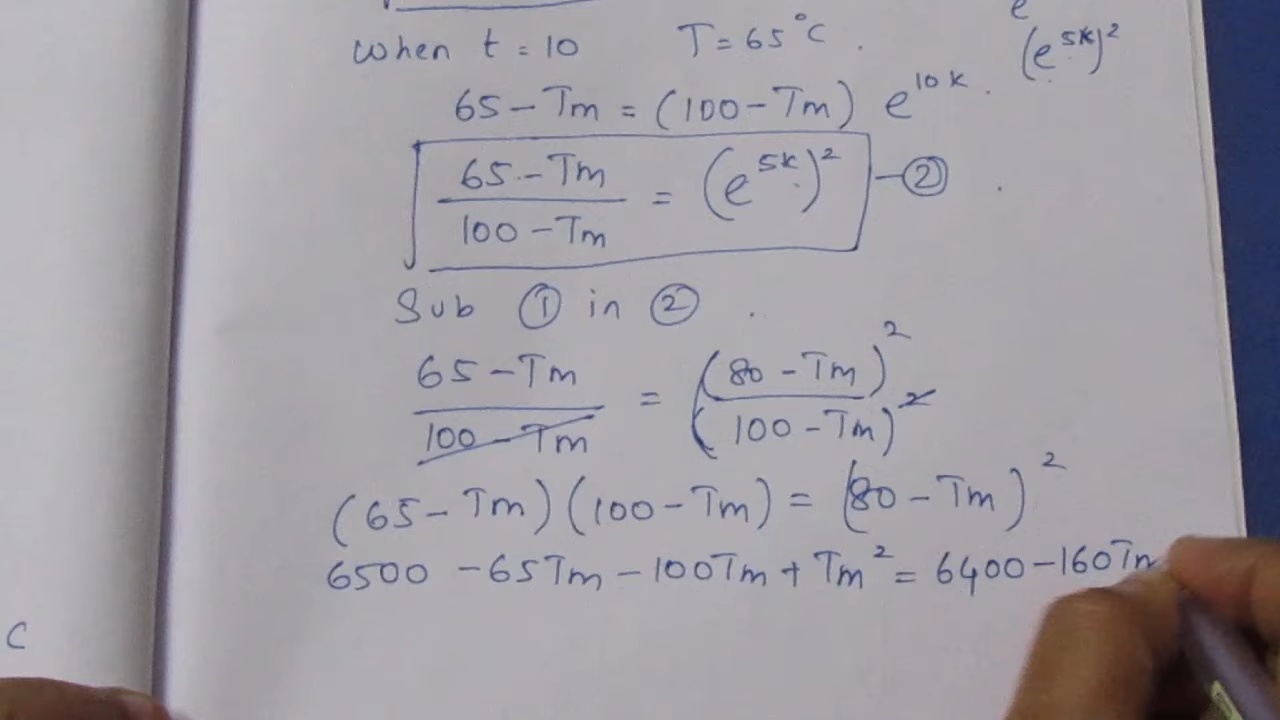 e
When t = 10 T = 65°C . (e^5k)^2
65 - Tm = (100 - Tm) e^10k .
65 - Tm / 100 - Tm = (e^5k)^2 - ②
Sub ① in ② .
65 - Tm / 100 - Tm = (80 - Tm)^2 / (100 - Tm)^2
(65 - Tm) (100 - Tm) = (80 - Tm)^2
6500 - 65Tm - 100Tm + Tm^2 = 6400 - 160Tm
C